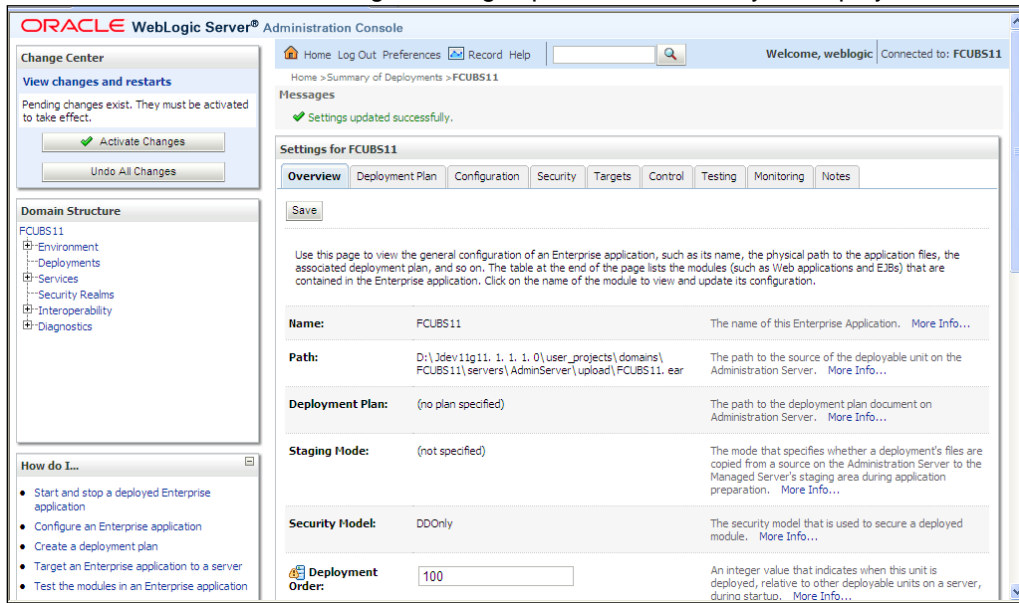 ORACLE WebLogic Server® Administration Console
Change Center
View changes and restarts
Pending changes exist. They must be activated
to take effect.
Activate Changes
Undo All Changes
Domain Structure
FCUBS11
Environment
Deployments
Services
Security Realms
Interoperability
Diagnostics
How do I...
Start and stop a deployed Enterprise
application
Configure an Enterprise application
Create a deployment plan
Target an Enterprise application to a server
Test the modules in an Enterprise application
Home Log Out Preferences Record Help
Welcome, weblogic Connected to: FCUBS11
Home >Summary of Deployments >FCUBS11
Messages
Settings updated successfully.
Settings for FCUBS11
Overview Deployment Plan Configuration Security Targets Control Testing Monitoring Notes
Save
Use this page to view the general configuration of an Enterprise application, such as its name, the physical path to the application files, the
associated deployment plan, and so on. The table at the end of the page lists the modules (such as Web applications and EJBs) that are
contained in the Enterprise application. Click on the name of the module to view and update its configuration.
Name: FCUBS11 The name of this Enterprise Application. More Info...
Path: D:\Jdev11g11. 1. 1. 1. 0\user_projects\domains\ The path to the source of the deployable unit on the
FCUBS11\servers\AdminServer\upload\FCUBS11. ear Administration Server. More Info...
Deployment Plan: (no plan specified) The path to the deployment plan document on
Administration Server. More Info...
Staging Mode: (not specified) The mode that specifies whether a deployment's files are
copied from a source on the Administration Server to the
Managed Server's staging area during application
preparation. More Info...
Security Model: DDOnly The security model that is used to secure a deployed
module. More Info...
Deployment Order: 100 An integer value that indicates when this unit is
deployed, relative to other deployable units on a server,
during startup. More Info...